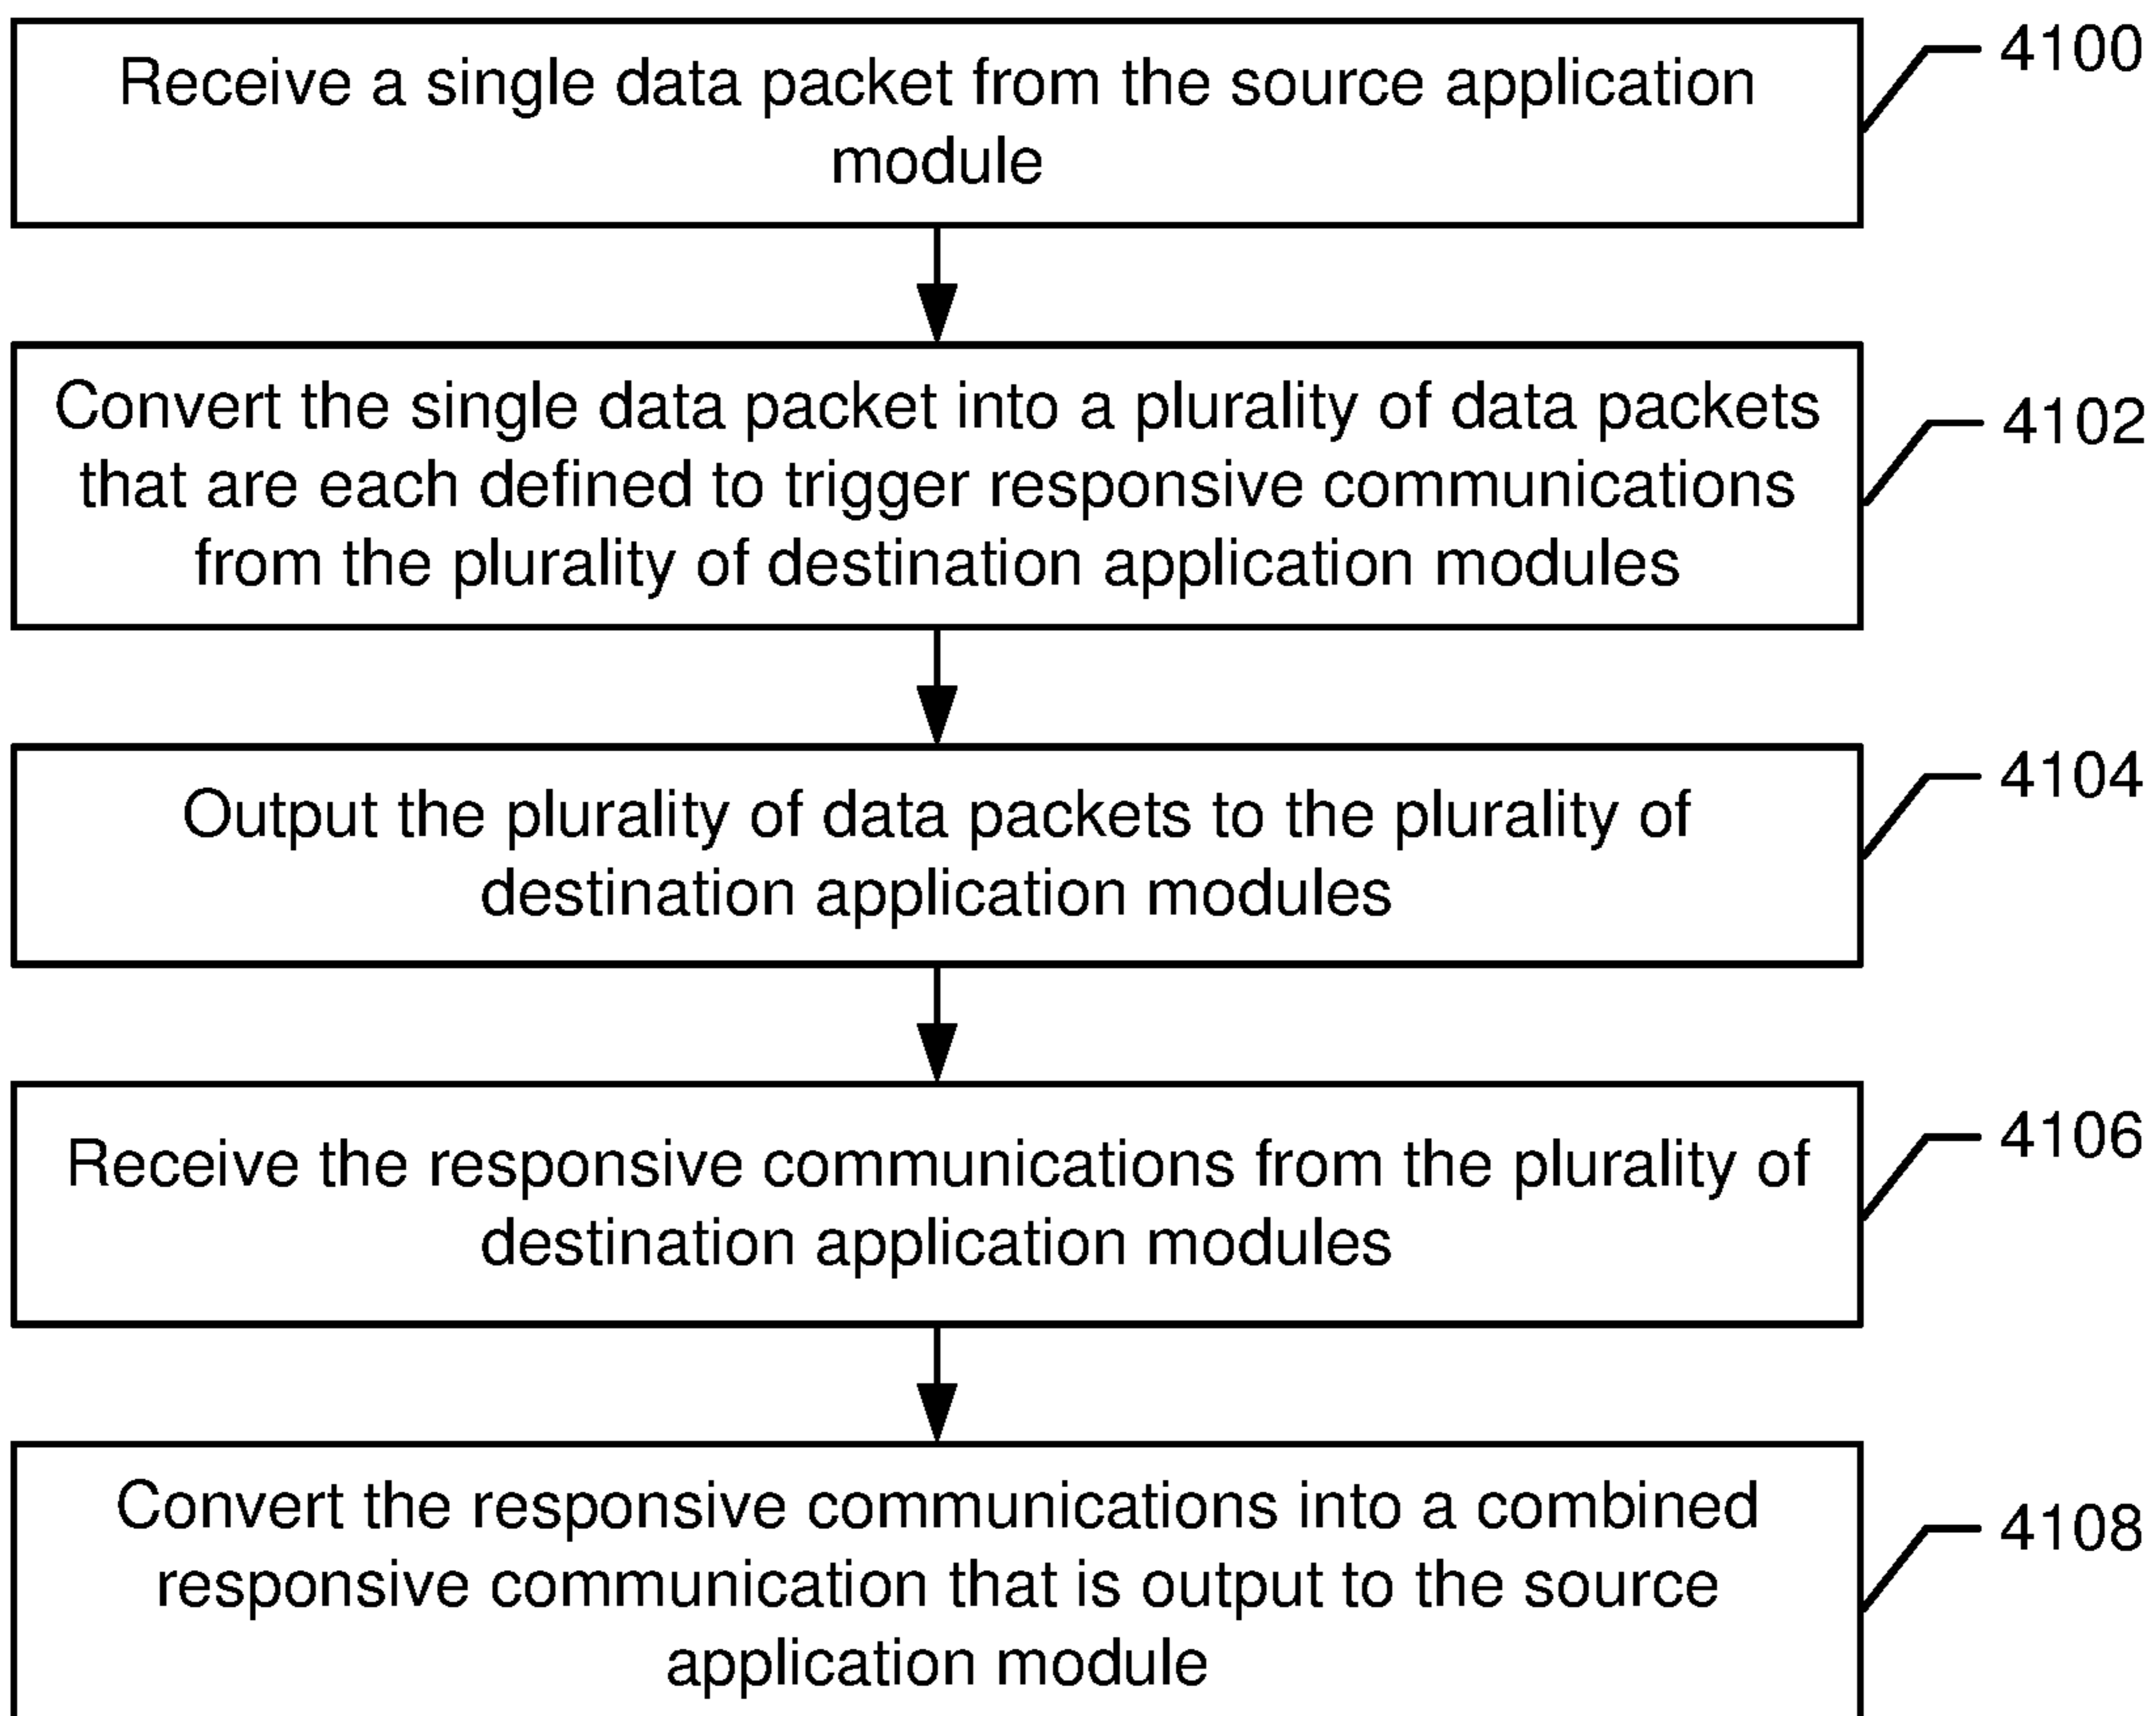 Receive a single data packet from the source application
module
4100
Convert the single data packet into a plurality of data packets
that are each defined to trigger responsive communications
from the plurality of destination application modules
4102
Output the plurality of data packets to the plurality of
destination application modules
4104
Receive the responsive communications from the plurality of
destination application modules
4106
Convert the responsive communications into a combined
responsive communication that is output to the source
application module
4108